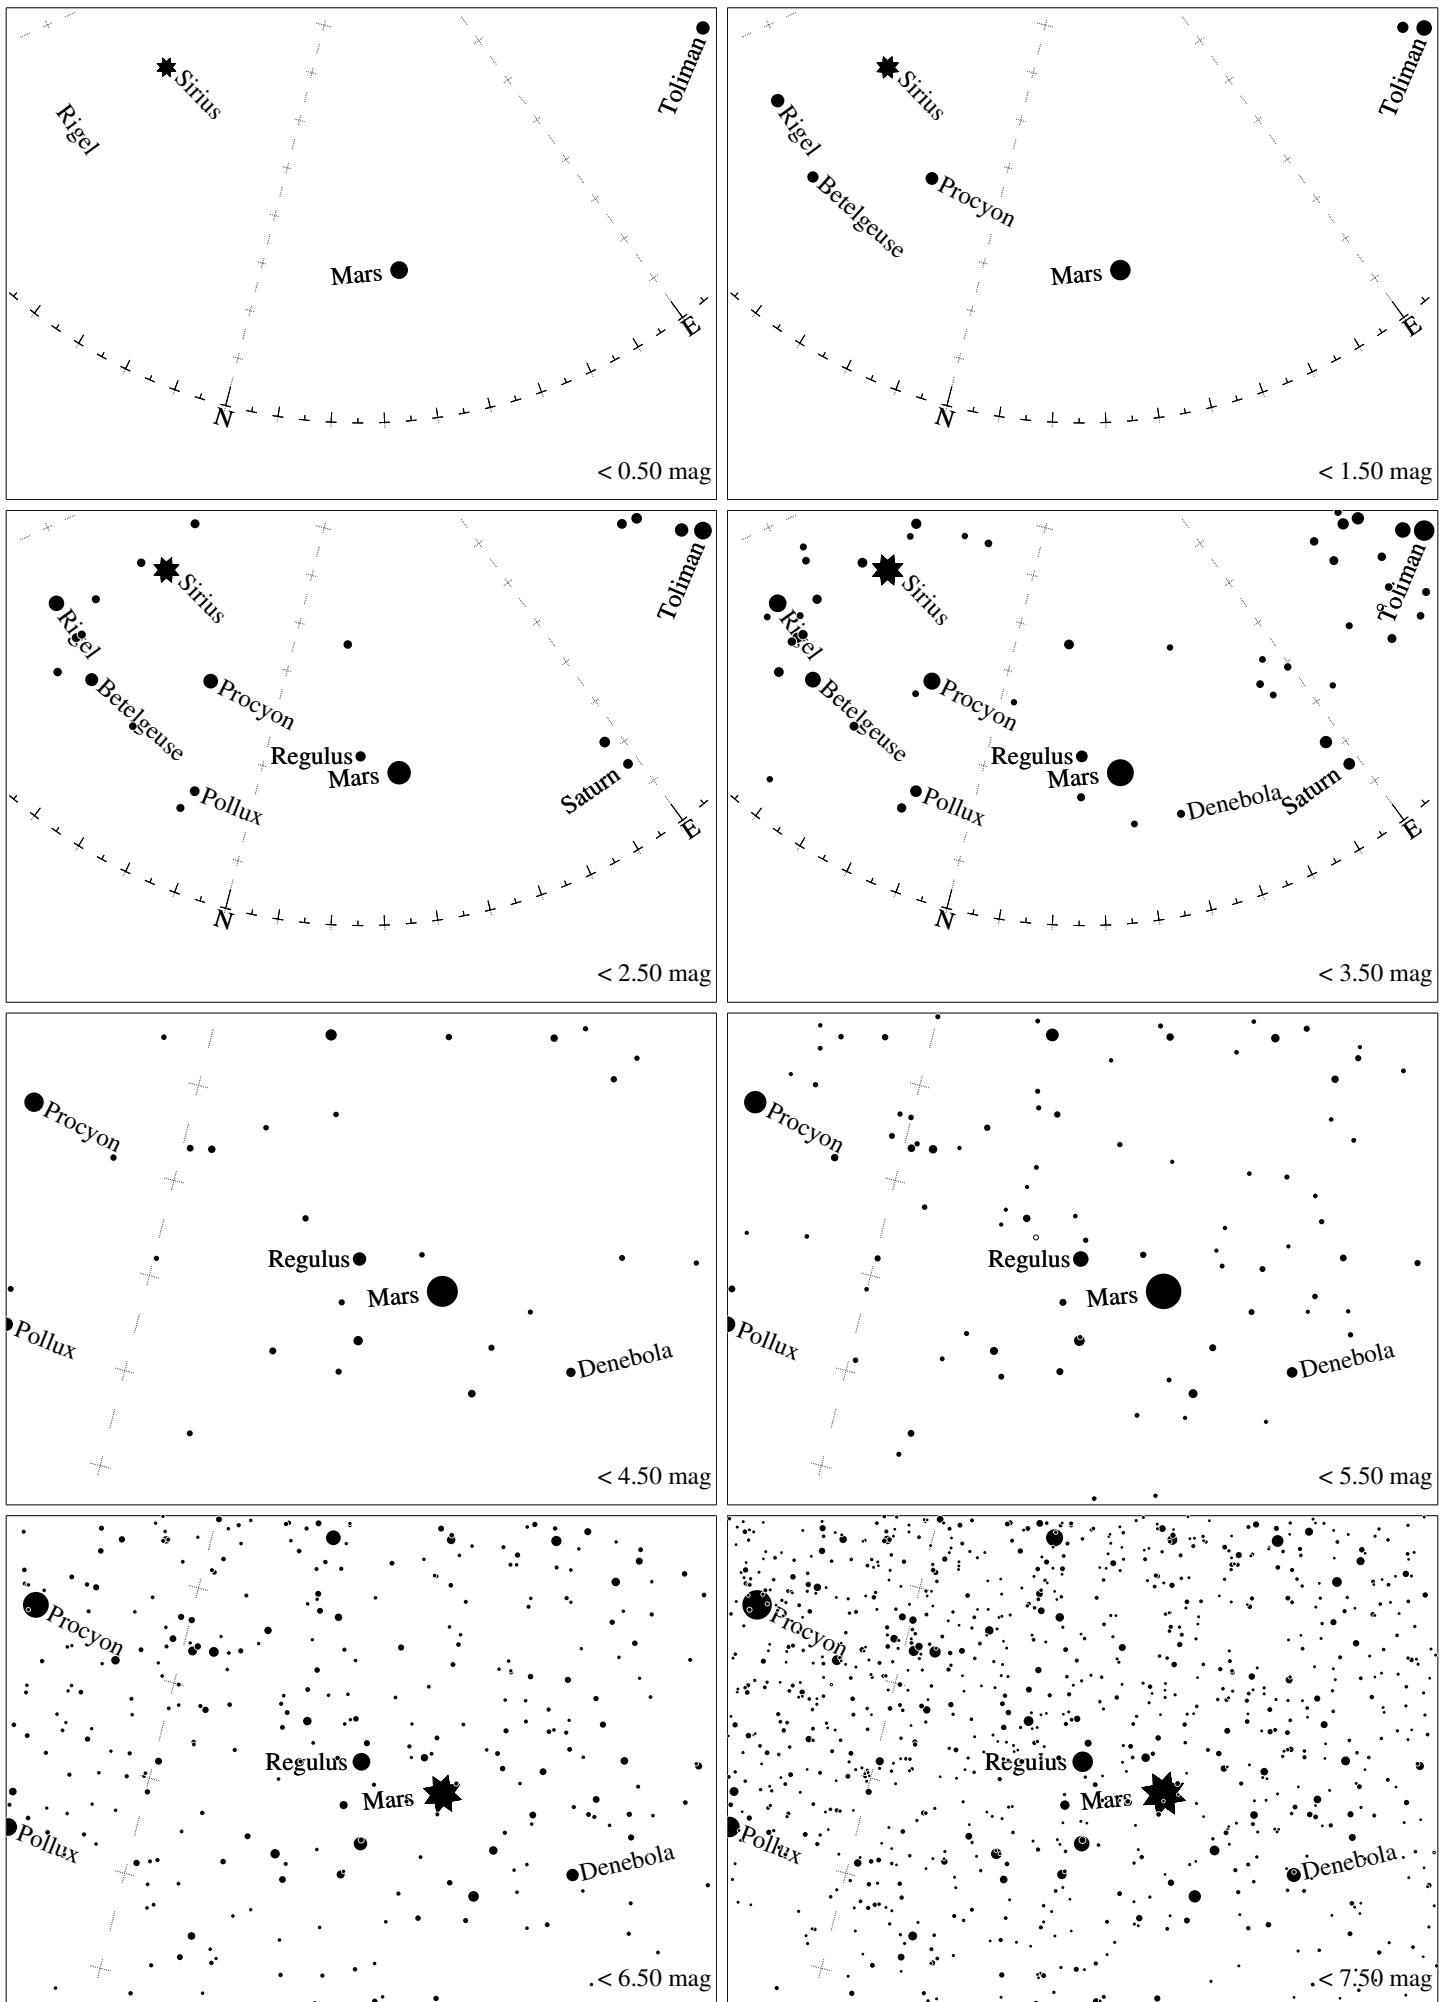 Sirius
Rigel
Toliman
Mars
N
E
< 0.50 mag
Sirius
Rigel
Betelgeuse
Procyon
Toliman
Mars
N
E
< 1.50 mag
Sirius
Rigel
Betelgeuse
Procyon
Toliman
Regulus
Mars
Pollux
Saturn
N
E
< 2.50 mag
Sirius
Rigel
Betelgeuse
Procyon
Toliman
Regulus
Mars
Pollux
Denebola
Saturn
N
E
< 3.50 mag
Procyon
Regulus
Mars
Pollux
Denebola
< 4.50 mag
Procyon
Regulus
Mars
Pollux
Denebola
< 5.50 mag
Procyon
Regulus
Mars
Pollux
Denebola
< 6.50 mag
Procyon
Regulus
Mars
Pollux
Denebola
< 7.50 mag